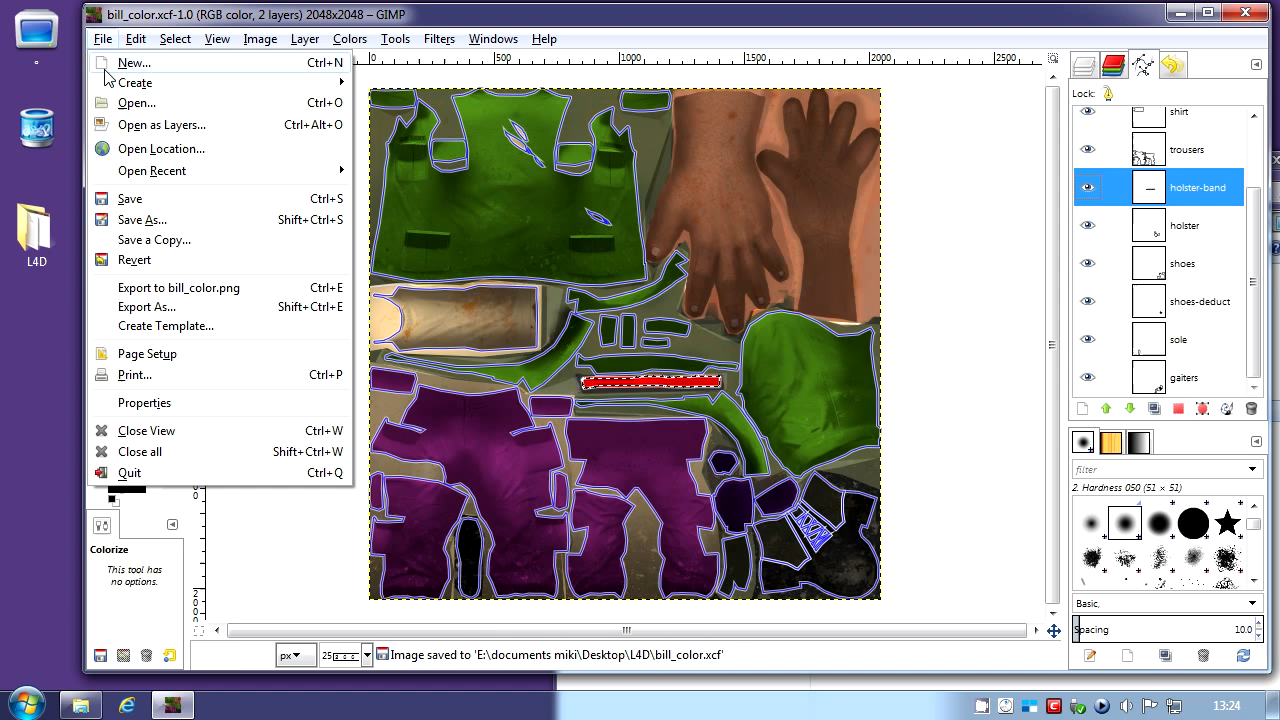 bill_color.xcf-1.0 (RGB color, 2 layers) 2048x2048 – GIMP
File Edit Select View Image Layer Colors Tools Filters Windows Help
New... Ctrl+N
Create
Open... Ctrl+O
Open as Layers... Ctrl+Alt+O
Open Location...
Open Recent
Save Ctrl+S
Save As... Shift+Ctrl+S
Save a Copy...
Revert
Export to bill_color.png Ctrl+E
Export As... Shift+Ctrl+E
Create Template...
Page Setup
Print... Ctrl+P
Properties
Close View Ctrl+W
Close all Shift+Ctrl+W
Quit Ctrl+Q
L4D
0 500 1000 1500 2000 2500
Lock:
shirt
trousers
holster-band
holster
shoes
shoes-deduct
sole
gaiters
filter
2. Hardness 050 (51 × 51)
Basic,
Spacing 10.0
Colorize
This tool has
no options.
px
Image saved to 'E:\documents miki\Desktop\L4D\bill_color.xcf'
13:24